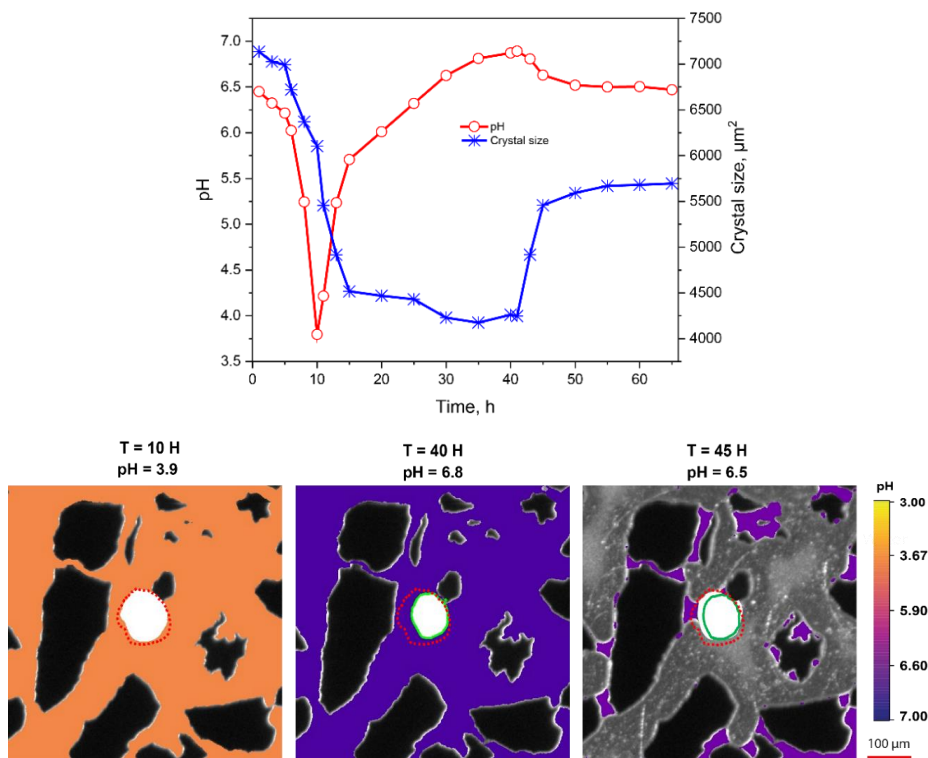 7.0
6.5
6.0
5.5
5.0
4.5
4.0
3.5
pH
7500
7000
6500
6000
5500
5000
4500
4000
Crystal size, µm²
pH
Crystal size
0 10 20 30 40 50 60
Time, h
T = 10 H
pH = 3.9
T = 40 H
pH = 6.8
T = 45 H
pH = 6.5
pH
3.00
3.67
5.90
6.60
7.00
100 µm